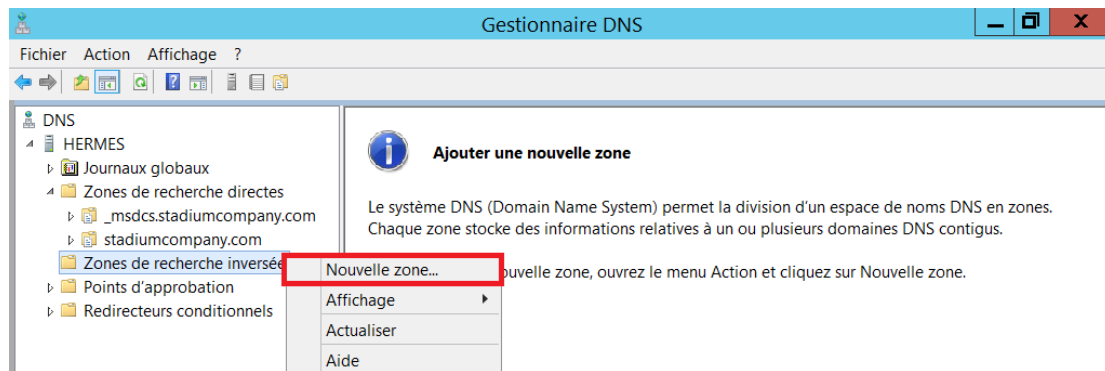 Gestionnaire DNS
Fichier Action Affichage ?
DNS
HERMES
Journaux globaux
Zones de recherche directes
_msdcs.stadiumcompany.com
stadiumcompany.com
Zones de recherche inversée
Points d'approbation
Redirecteurs conditionnels
Nouvelle zone...
Affichage
Actualiser
Aide
Ajouter une nouvelle zone
Le système DNS (Domain Name System) permet la division d'un espace de noms DNS en zones.
Chaque zone stocke des informations relatives à un ou plusieurs domaines DNS contigus.
ouvelle zone, ouvrez le menu Action et cliquez sur Nouvelle zone.